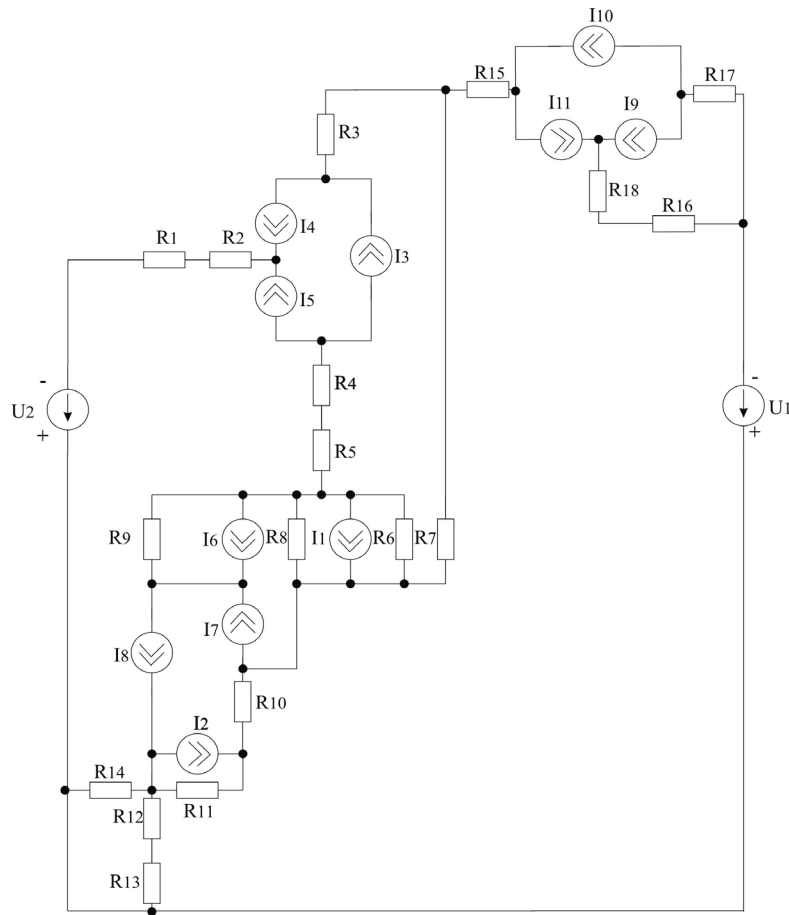 I10
R15
R17
I11
I9
R3
R18
R16
I4
R1
R2
I3
I5
R4
-
-
U2
U1
+
+
R5
R9
I6
R8
I1
R6
R7
I7
I8
R10
I2
R14
R12
R11
R13